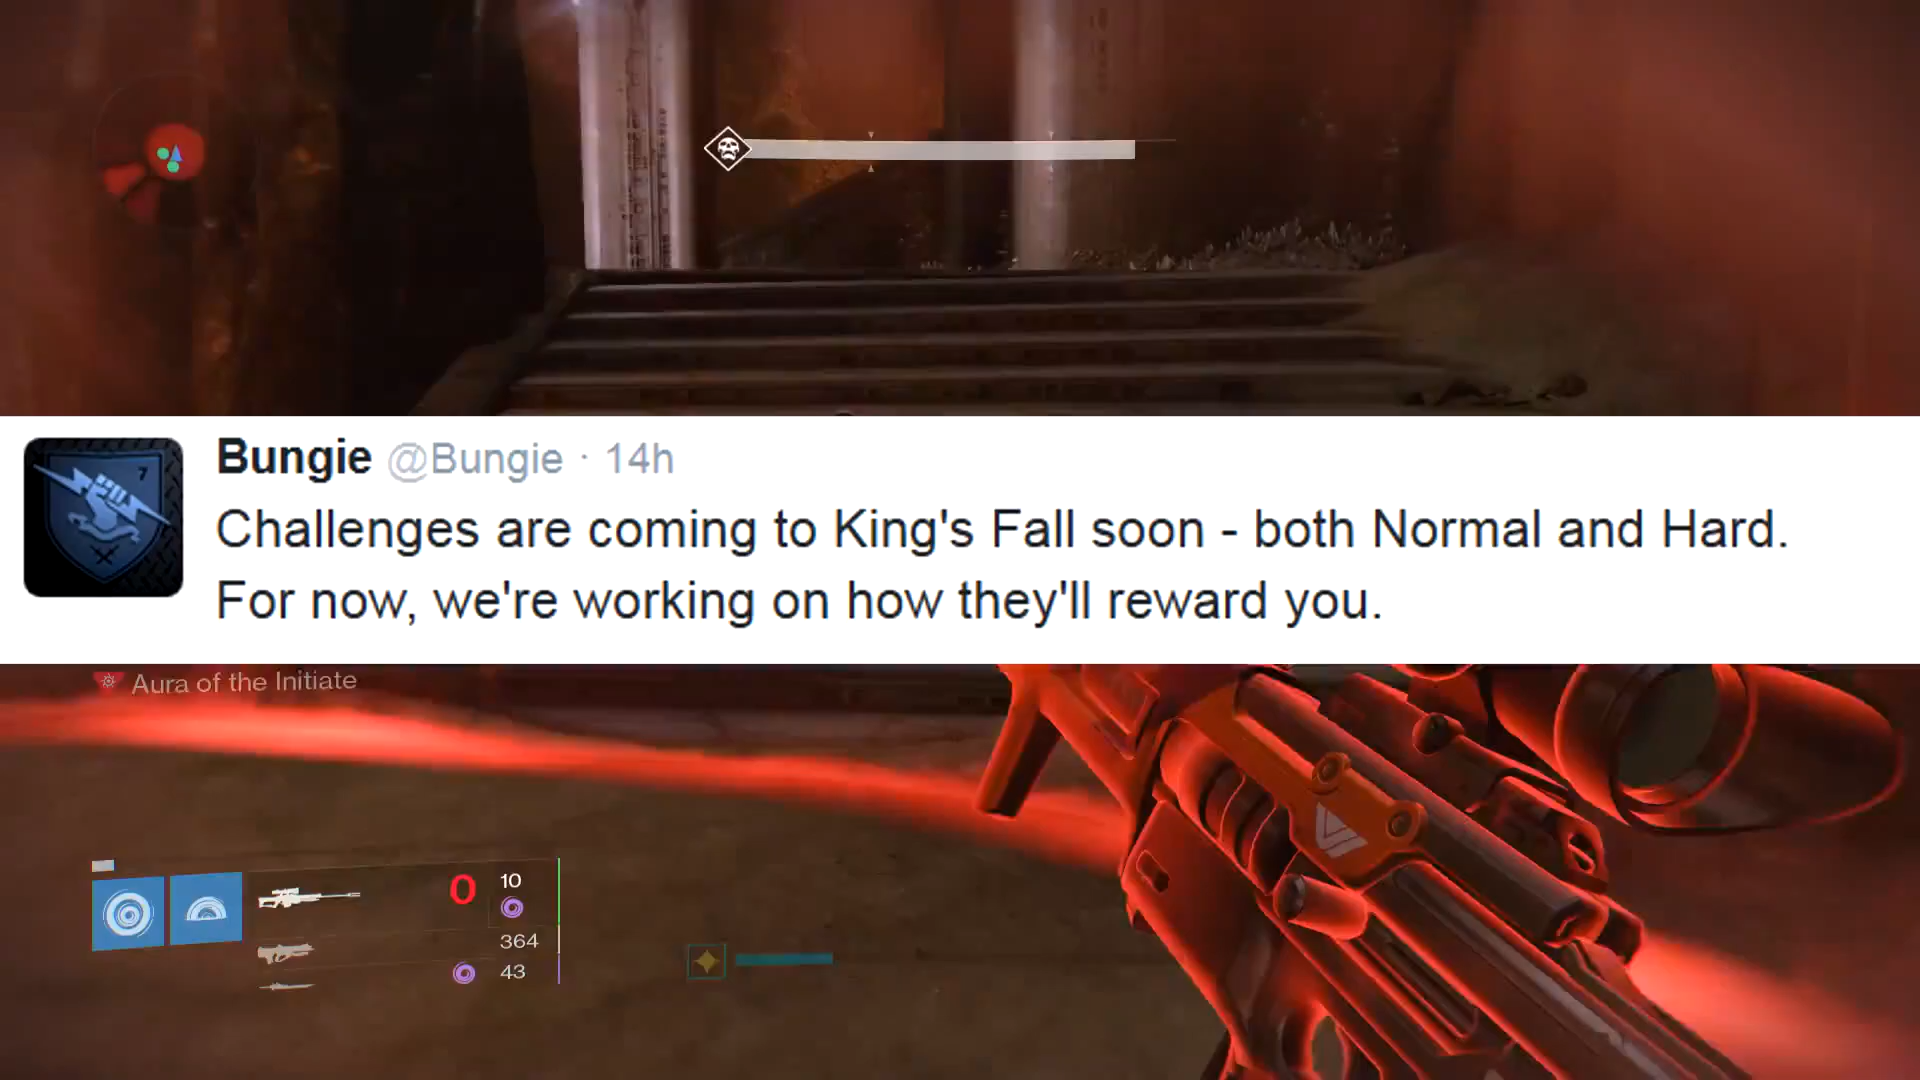 Bungie @Bungie · 14h
Challenges are coming to King's Fall soon - both Normal and Hard.
For now, we're working on how they'll reward you.
Aura of the Initiate
0 10
364
43
7